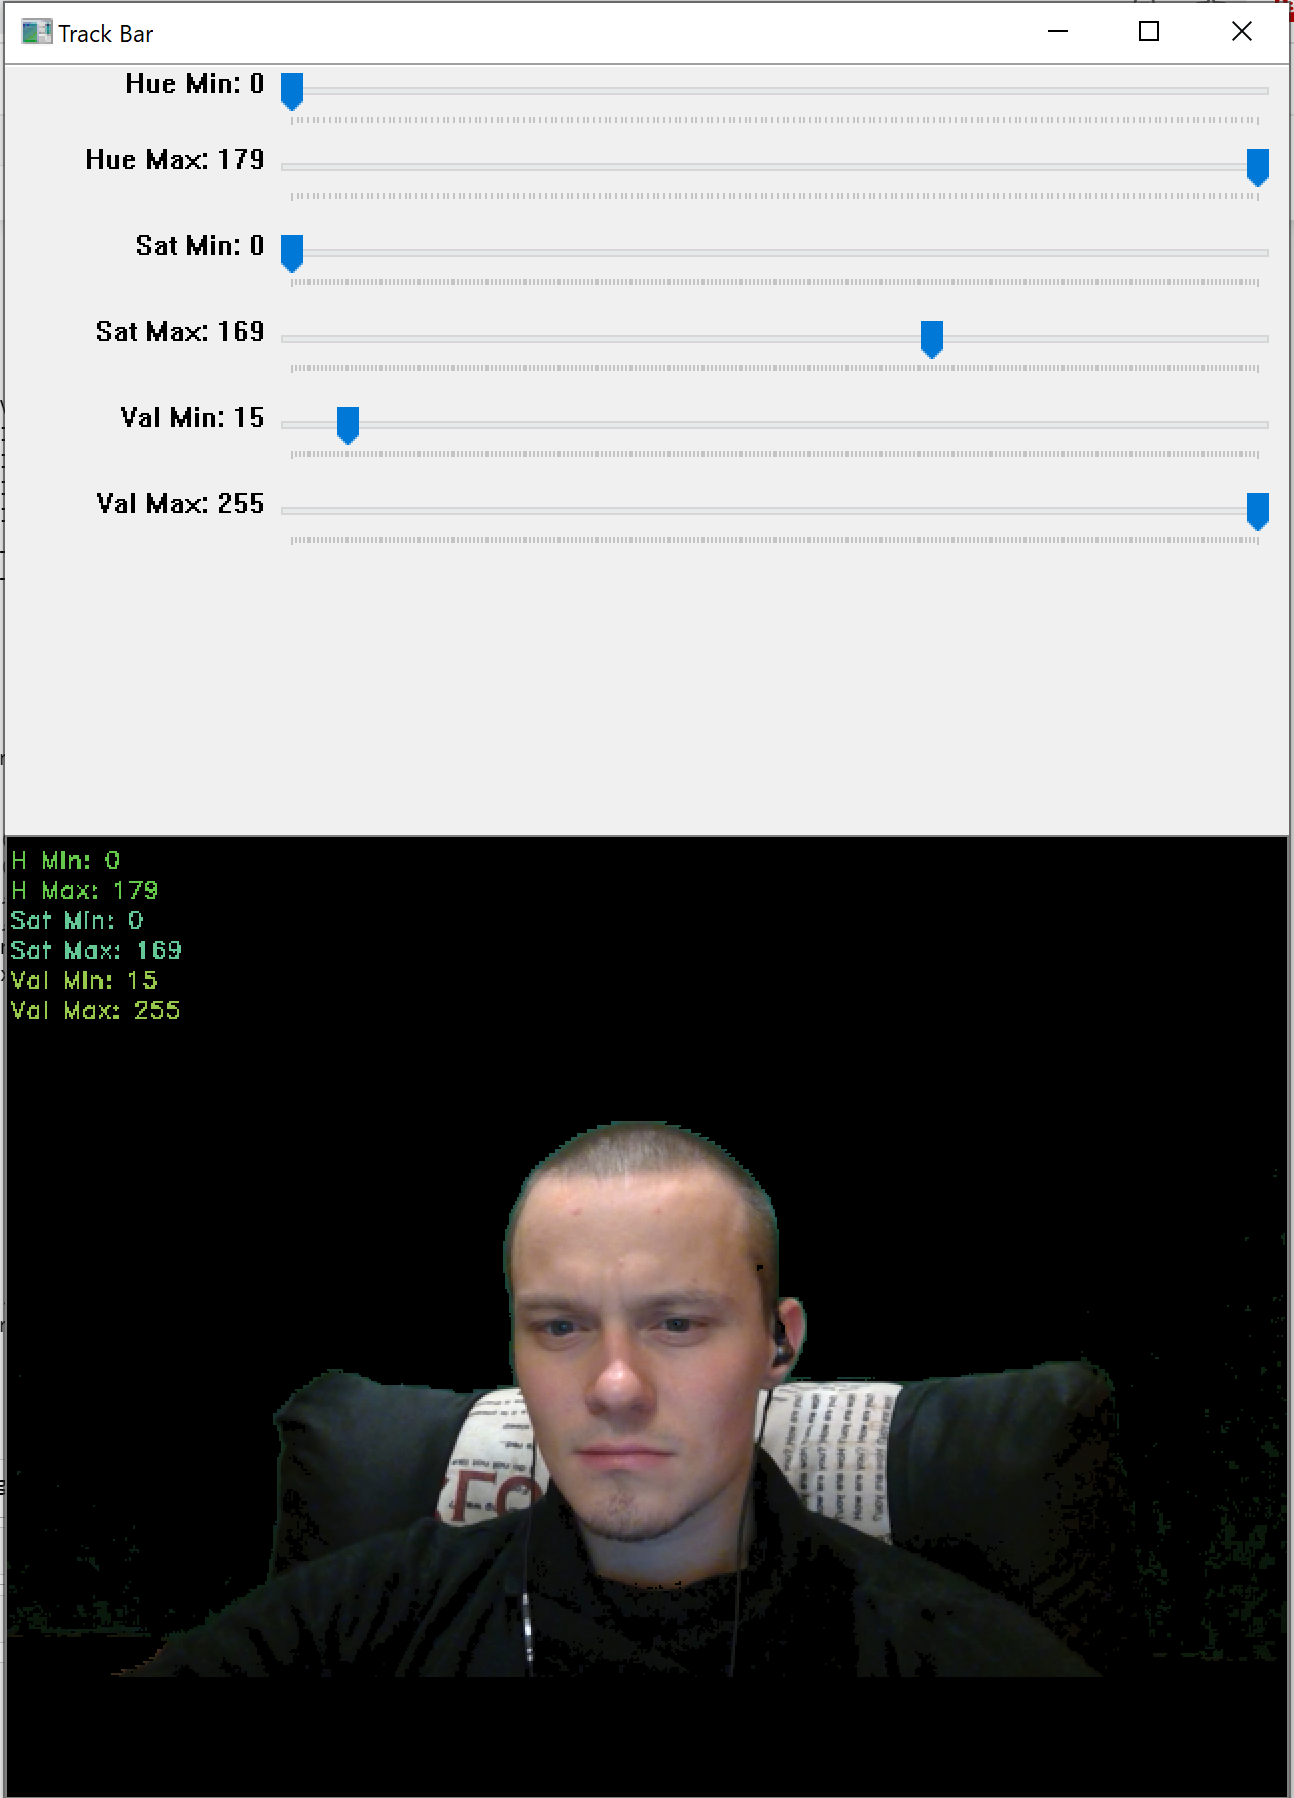 Track Bar
Hue Min: 0
Hue Max: 179
Sat Min: 0
Sat Max: 169
Val Min: 15
Val Max: 255
H Min: 0
H Max: 179
Sat Min: 0
Sat Max: 169
Val Min: 15
Val Max: 255